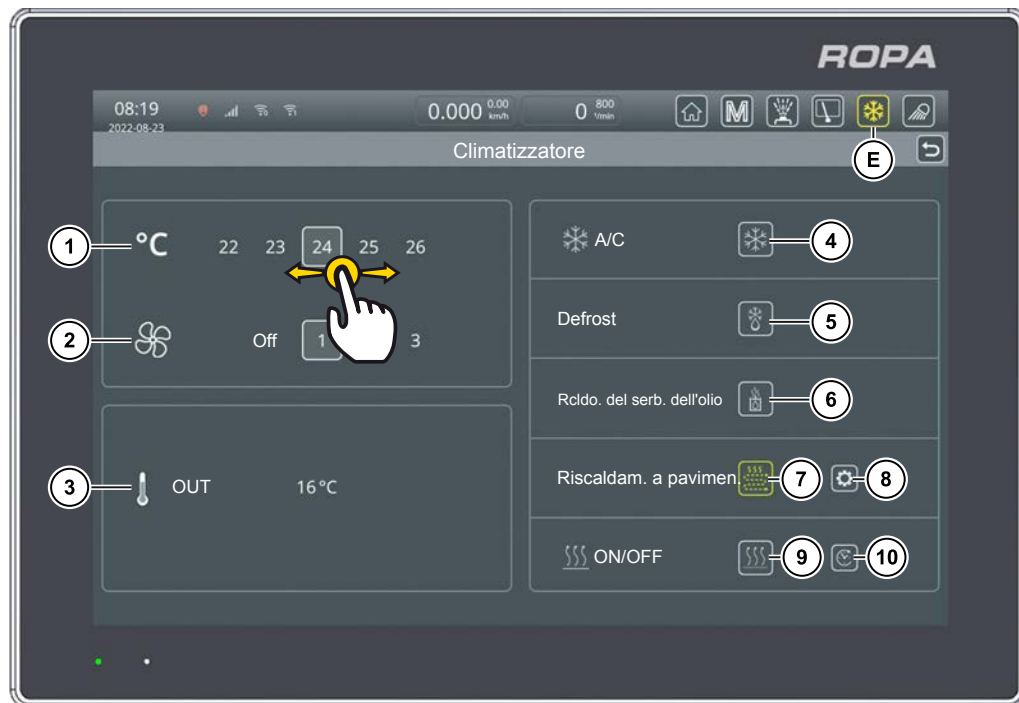 ROPA
08:19 0.000 0.00 km/h 0 800 1/min M
2022-08-23
Climatizzatore
E
1 °C 22 23 24 25 26
2 Off 1 3
3 OUT 16°C
A/C 4
Defrost 5
Rcldo. del serb. dell'olio 6
Riscaldam. a pavimen. 7 8
ON/OFF 9 10